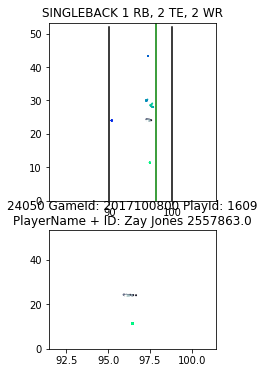 SINGLEBACK 1 RB, 2 TE, 2 WR
50
40
30
20
10
0
90 100
24050 GameId: 2017100800 PlayId: 1609
PlayerName + ID: Zay Jones 2557863.0
40
20
0
92.5 95.0 97.5 100.0